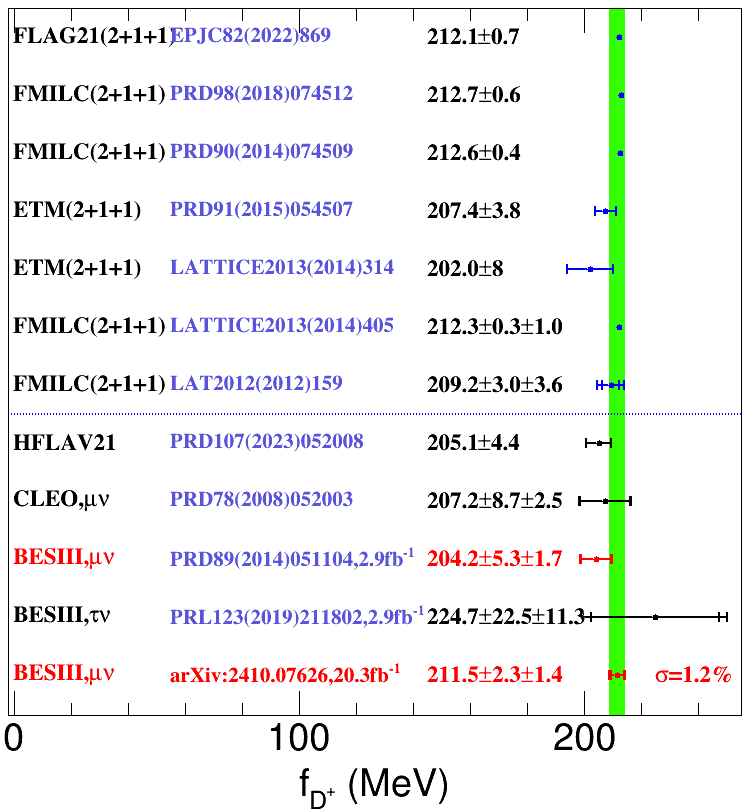 FLAG21(2+1+1) EPJC82(2022)869 212.1±0.7
FMILC(2+1+1) PRD98(2018)074512 212.7±0.6
FMILC(2+1+1) PRD90(2014)074509 212.6±0.4
ETM(2+1+1) PRD91(2015)054507 207.4±3.8
ETM(2+1+1) LATTICE2013(2014)314 202.0±8
FMILC(2+1+1) LATTICE2013(2014)405 212.3±0.3±1.0
FMILC(2+1+1) LAT2012(2012)159 209.2±3.0±3.6
HFLAV21 PRD107(2023)052008 205.1±4.4
CLEO,μν PRD78(2008)052003 207.2±8.7±2.5
BESIII,μν PRD89(2014)051104,2.9fb⁻¹ 204.2±5.3±1.7
BESIII,τν PRL123(2019)211802,2.9fb⁻¹ 224.7±22.5±11.3
BESIII,μν arXiv:2410.07626,20.3fb⁻¹ 211.5±2.3±1.4 σ=1.2%
0 100 200
f_D⁺ (MeV)